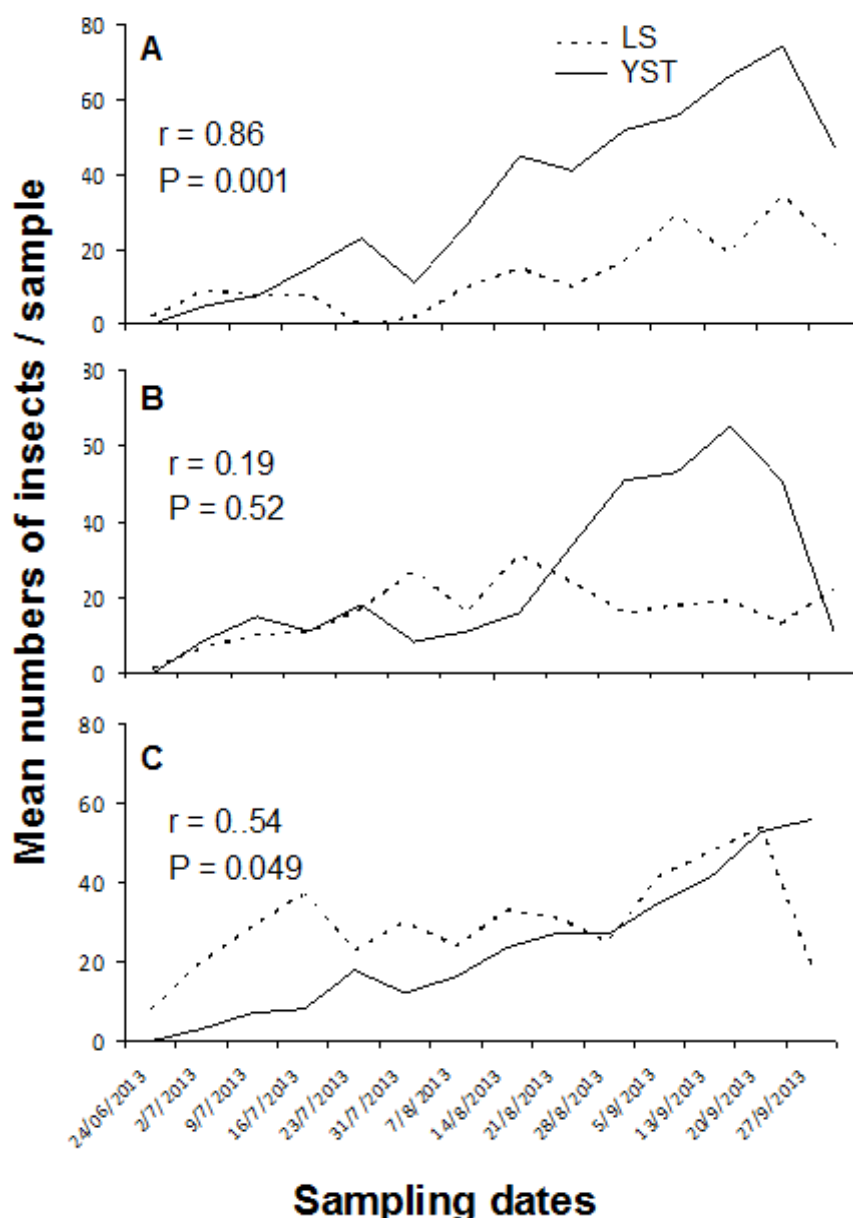 Mean numbers of insects / sample
80
60
40
20
0
A
r = 0.86
P = 0.001
LS
YST
30
50
40
20
0
B
r = 0.19
P = 0.52
80
60
40
20
0
C
r = 0..54
P = 0.049
24/06/2013
2/7/2013
9/7/2013
16/7/2013
23/7/2013
31/7/2013
7/8/2013
14/8/2013
21/8/2013
28/8/2013
5/9/2013
13/9/2013
20/9/2013
27/9/2013
Sampling dates